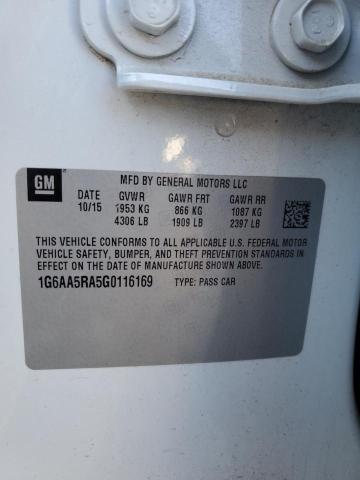 GM
MFD BY GENERAL MOTORS LLC
DATE GVWR GAWR FRT GAWR RR
10/15 1953 KG 866 KG 1087 KG
4306 LB 1909 LB 2397 LB
THIS VEHICLE CONFORMS TO ALL APPLICABLE U.S. FEDERAL MOTOR
VEHICLE SAFETY, BUMPER, AND THEFT PREVENTION STANDARDS IN
EFFECT ON THE DATE OF MANUFACTURE SHOWN ABOVE.
1G6AA5RA5G0116169 TYPE: PASS CAR